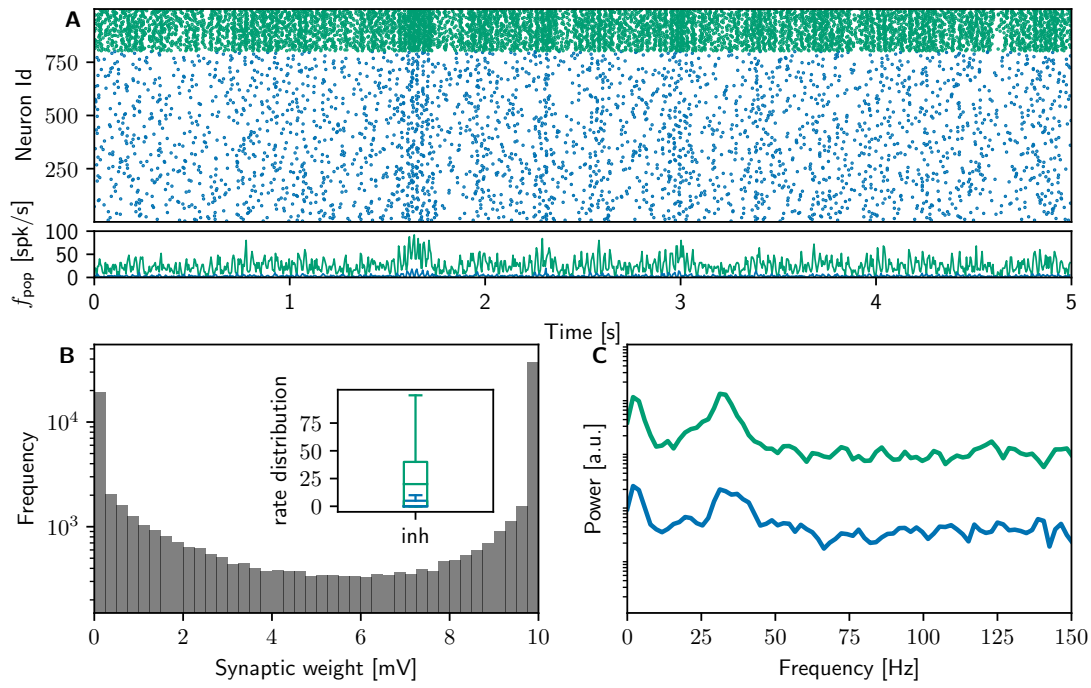 A
Neuron Id
750
500
250
f_pop [spk/s]
100
50
0
0 1 2 3 4 5
Time [s]
B
Frequency
10^4
10^3
rate distribution
75
50
25
0
inh
0 2 4 6 8 10
Synaptic weight [mV]
C
Power [a.u.]
0 25 50 75 100 125 150
Frequency [Hz]